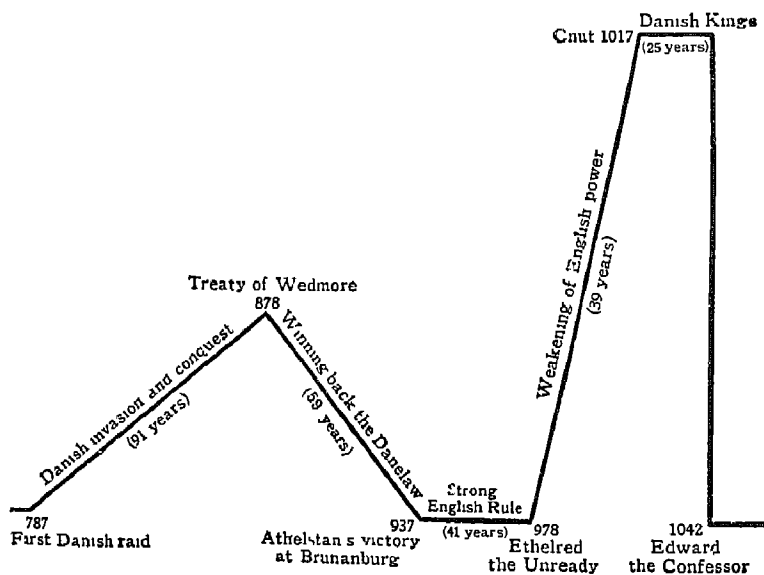 Danish Kings
Cnut 1017
(25 years)
Weakening of English power
(39 years)
Treaty of Wedmore
878
Danish invasion and conquest
(91 years)
Winning back the Danelaw
(59 years)
Strong
English Rule
(41 years)
787
First Danish raid
937
Athelstan s victory
at Brunanburg
978
Ethelred
the Unready
1042
Edward
the Confessor